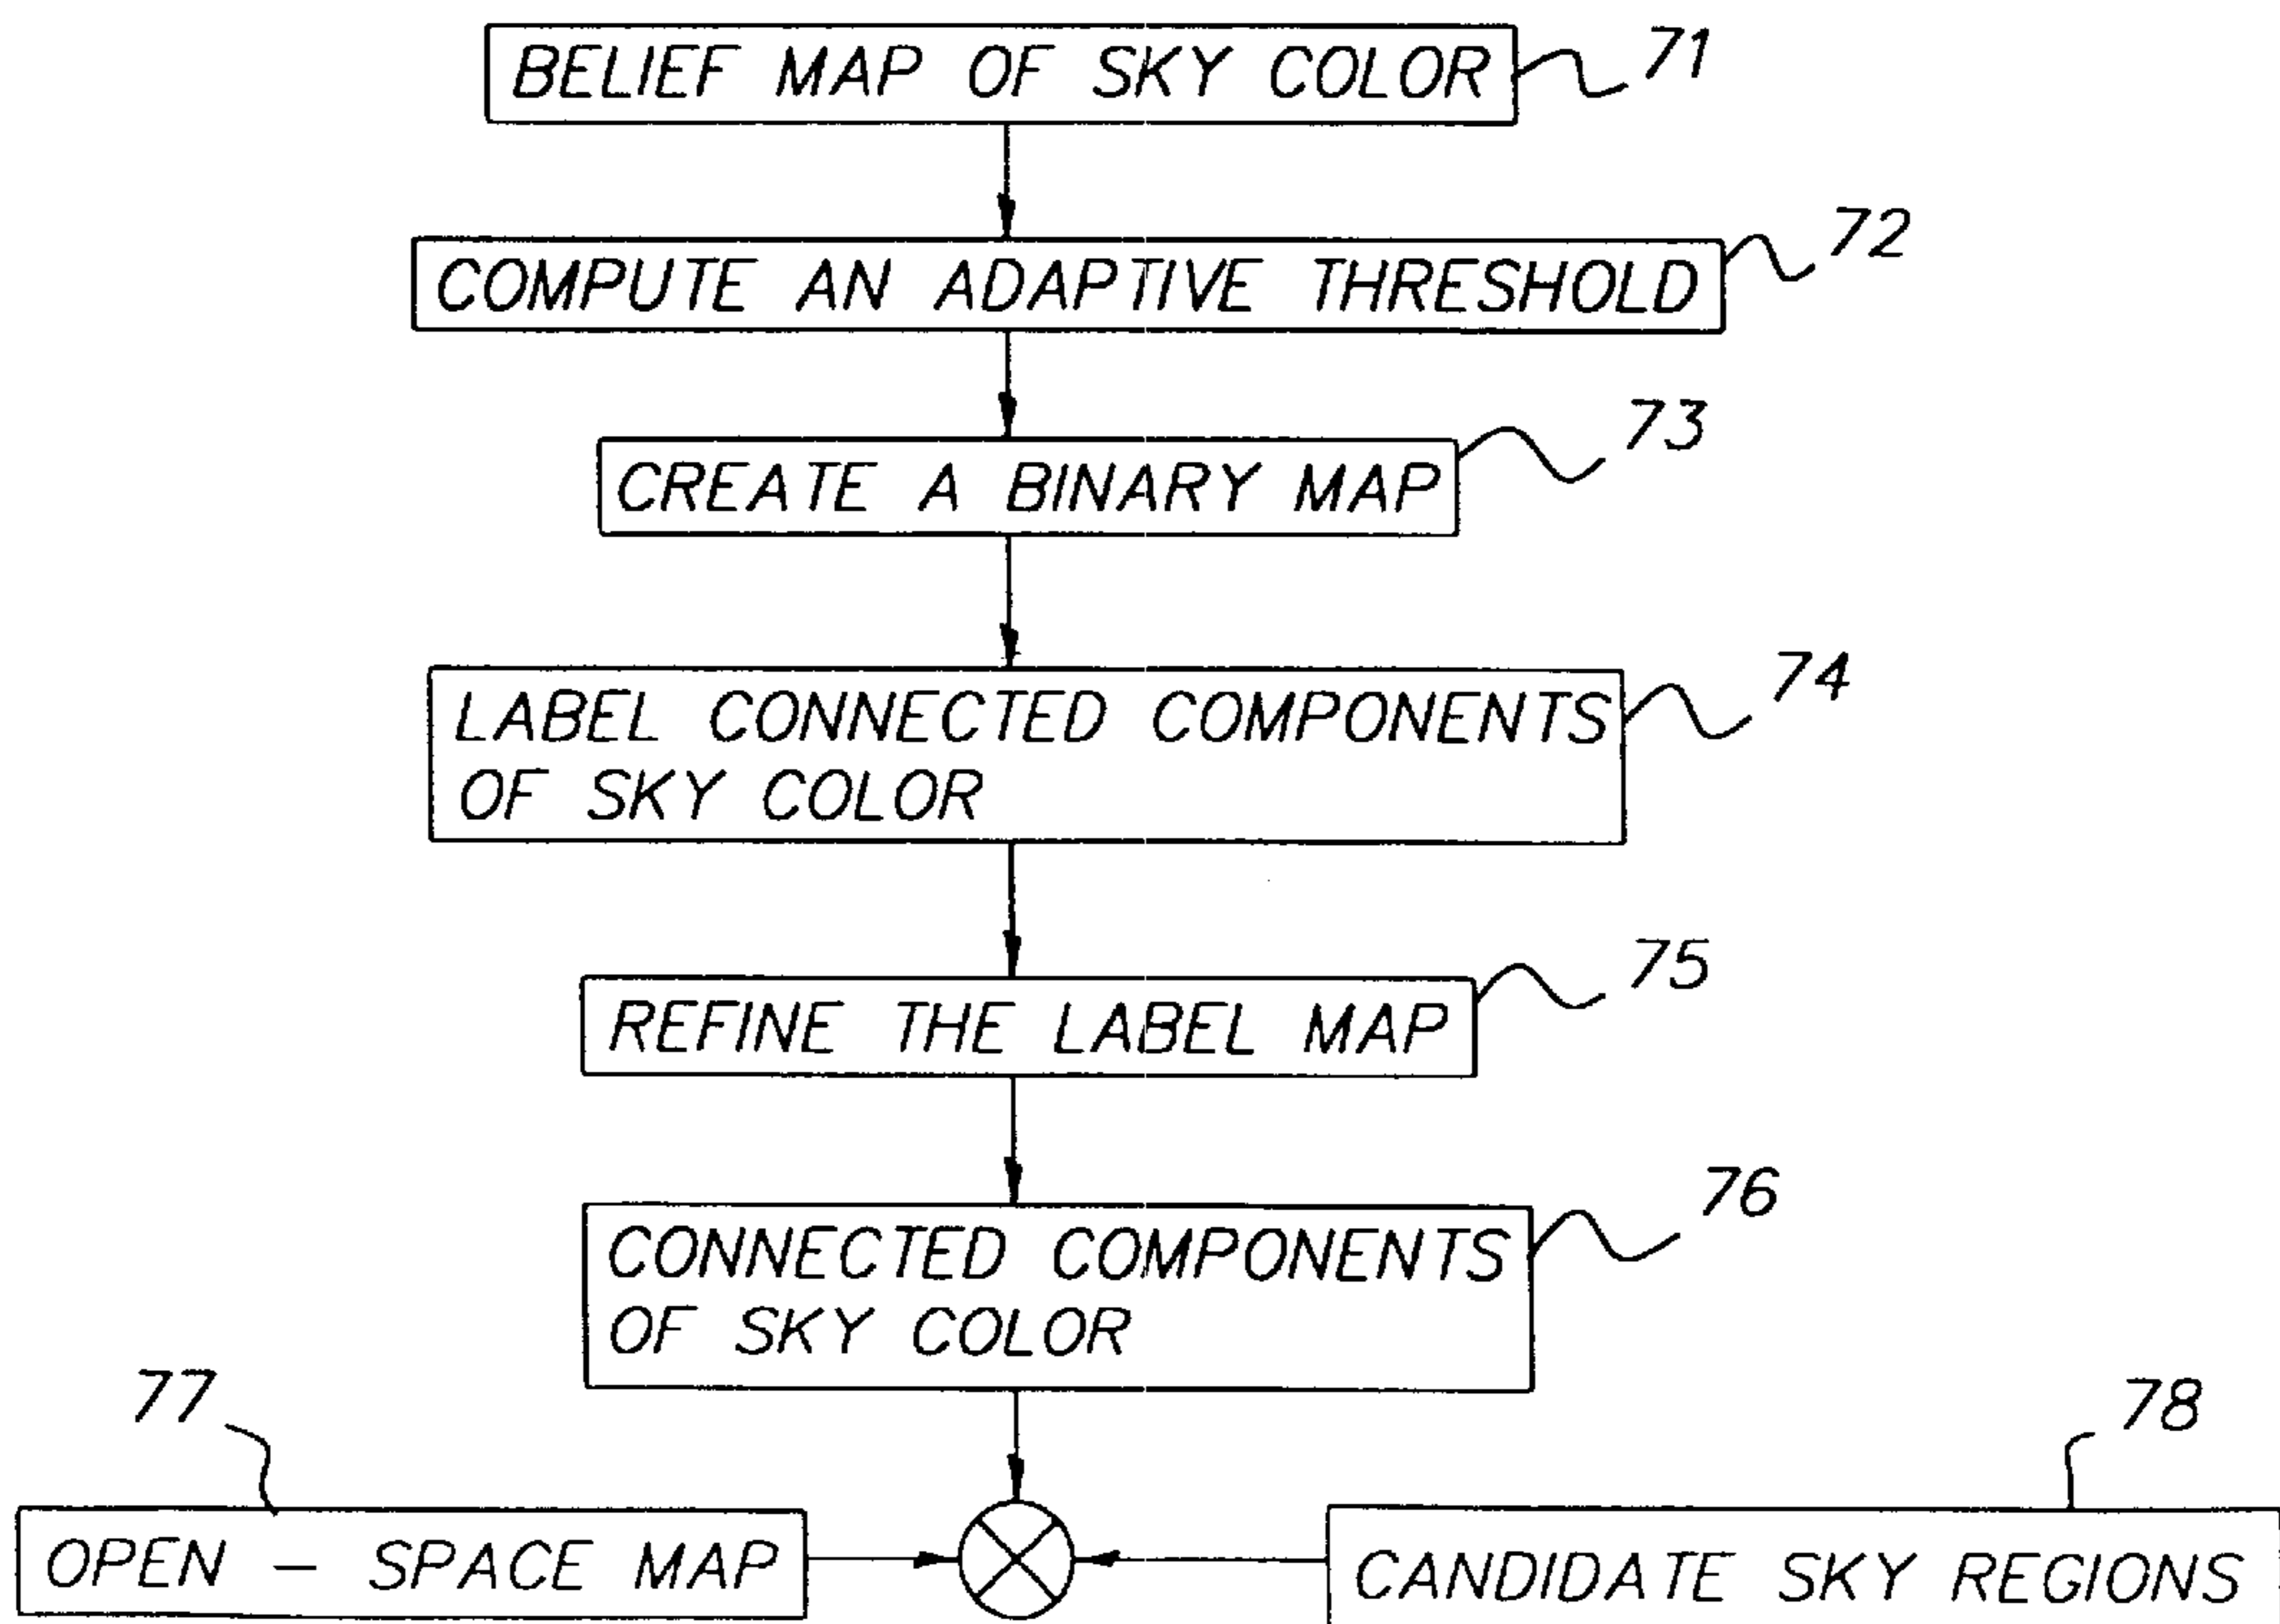 BELIEF MAP OF SKY COLOR
71
COMPUTE AN ADAPTIVE THRESHOLD
72
CREATE A BINARY MAP
73
LABEL CONNECTED COMPONENTS
OF SKY COLOR
74
REFINE THE LABEL MAP
75
CONNECTED COMPONENTS
OF SKY COLOR
76
77
OPEN - SPACE MAP
78
CANDIDATE SKY REGIONS